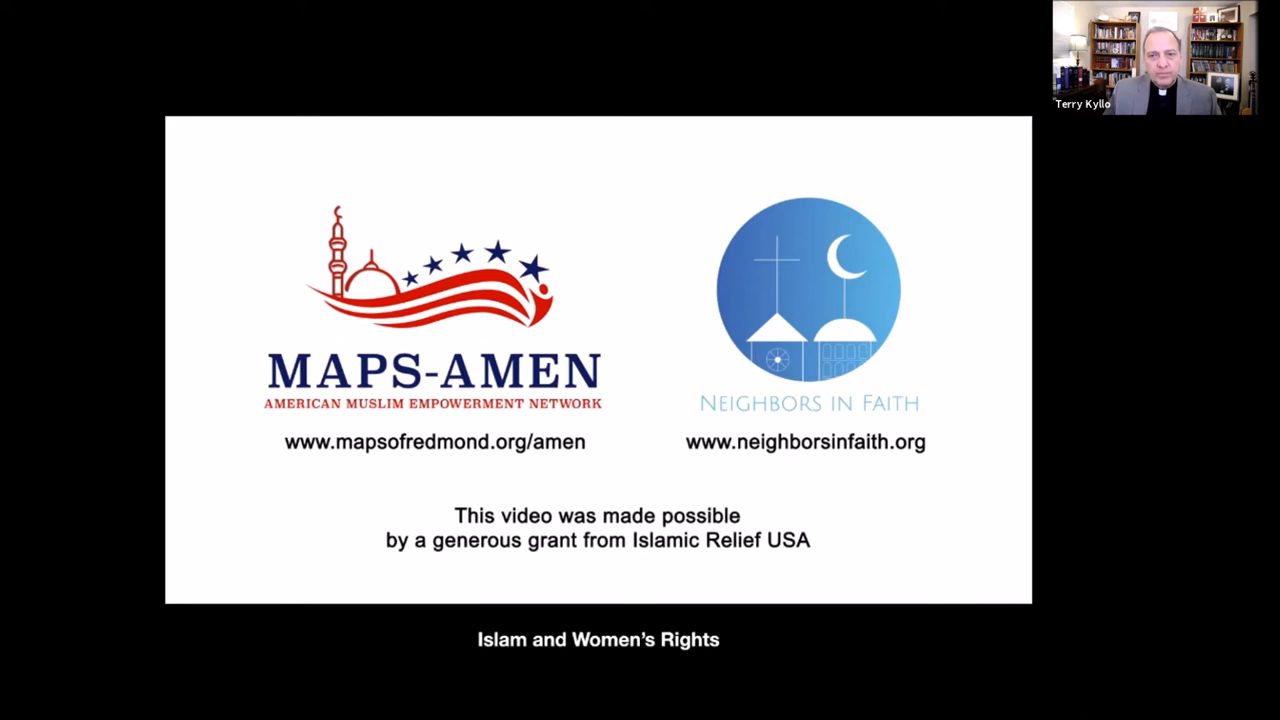 Terry Kyllo
MAPS-AMEN
AMERICAN MUSLIM EMPOWERMENT NETWORK
www.mapsofredmond.org/amen
NEIGHBORS IN FAITH
www.neighborsinfaith.org
This video was made possible
by a generous grant from Islamic Relief USA
Islam and Women's Rights